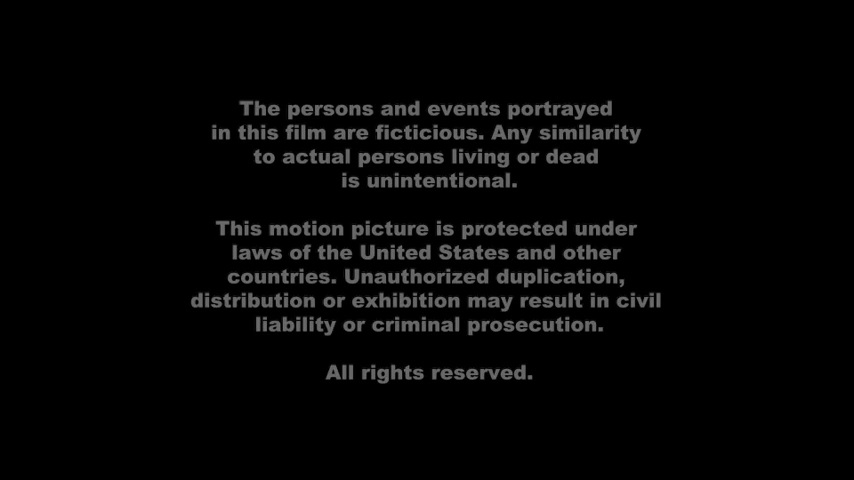 The persons and events portrayed
in this film are ficticious. Any similarity
to actual persons living or dead
is unintentional.
This motion picture is protected under
laws of the United States and other
countries. Unauthorized duplication,
distribution or exhibition may result in civil
liability or criminal prosecution.
All rights reserved.